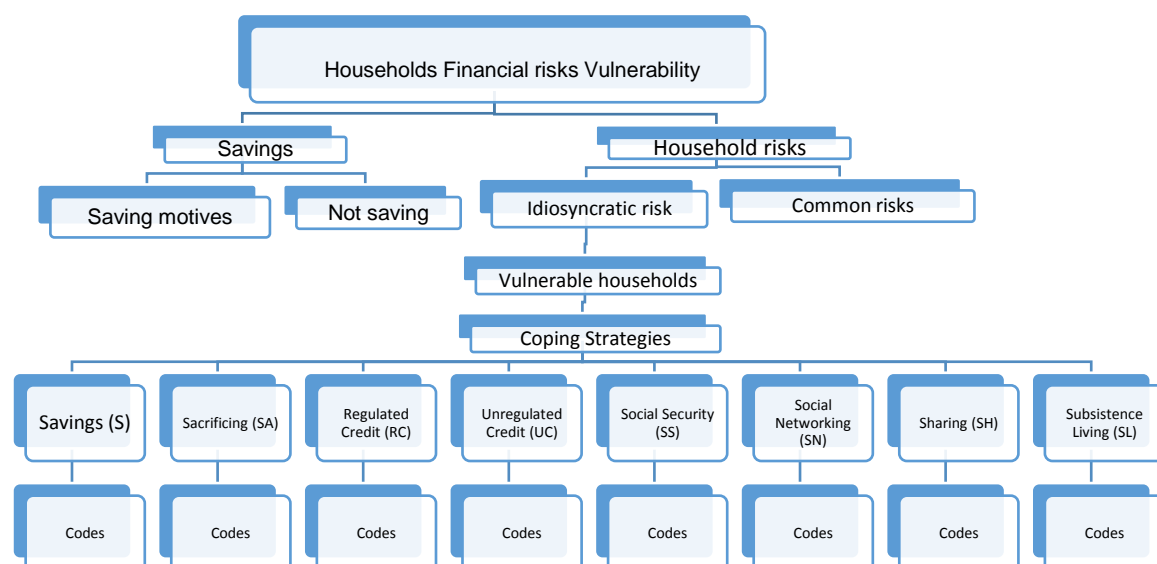 Households Financial risks Vulnerability
Savings
Household risks
Saving motives
Not saving
Idiosyncratic risk
Common risks
Vulnerable households
Coping Strategies
Savings (S)
Sacrificing (SA)
Regulated
Credit (RC)
Unregulated
Credit (UC)
Social Security
(SS)
Social
Networking
(SN)
Sharing (SH)
Subsistence
Living (SL)
Codes
Codes
Codes
Codes
Codes
Codes
Codes
Codes